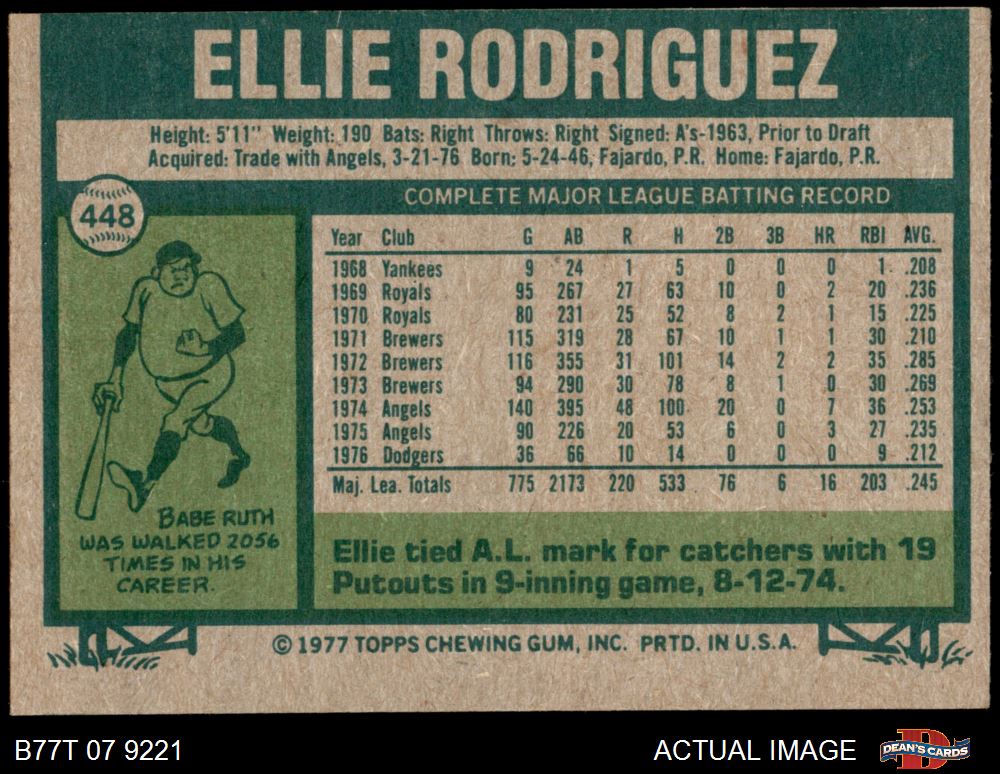 ELLIE RODRIGUEZ
Height: 5'11" Weight: 190 Bats: Right Throws: Right Signed: A's-1963, Prior to Draft
Acquired: Trade with Angels, 3-21-76 Born: 5-24-46, Fajardo, P.R. Home: Fajardo, P.R.
448
COMPLETE MAJOR LEAGUE BATTING RECORD
Year Club G AB R H 2B 3B HR RBI AVG.
1968 Yankees 9 24 1 5 0 0 0 1 .208
1969 Royals 95 267 27 63 10 0 2 20 .236
1970 Royals 80 231 25 52 8 2 1 15 .225
1971 Brewers 115 319 28 67 10 1 1 30 .210
1972 Brewers 116 355 31 101 14 2 2 35 .285
1973 Brewers 94 290 30 78 8 1 0 30 .269
1974 Angels 140 395 48 100 20 0 7 36 .253
1975 Angels 90 226 20 53 6 0 3 27 .235
1976 Dodgers 36 66 10 14 0 0 0 9 .212
Maj. Lea. Totals 775 2173 220 533 76 6 16 203 .245
BABE RUTH
WAS WALKED 2056
TIMES IN HIS
CAREER.
Ellie tied A.L. mark for catchers with 19
Putouts in 9-inning game, 8-12-74.
© 1977 TOPPS CHEWING GUM, INC. PRTD. IN U.S.A.
B77T 07 9221
ACTUAL IMAGE
DEAN'S CARDS